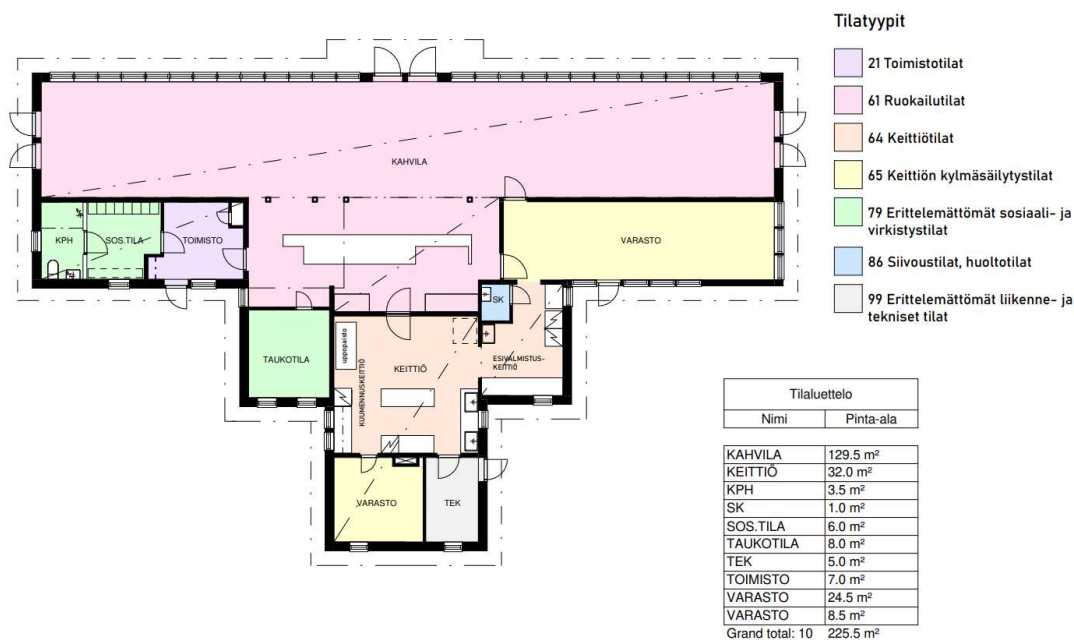 Tilatyypit
21 Toimistotilat
61 Ruokailutilat
64 Keittiötilat
65 Keittiön kylmäsäilytystilat
79 Erittelemättömät sosiaali- ja
virkistystilat
86 Siivoustilat, huoltotilat
99 Erittelemättömät liikenne- ja
tekniset tilat
KAHVILA
KPH
SOS.TILA
TOIMISTO
VARASTO
SK
TAUKOTILA
uppopaisto
KUUMENNUSKEITTIÖ
KEITTIÖ
ESIVALMISTUS-
KEITTIÖ
VARASTO
TEK
Tilaluettelo
Nimi Pinta-ala
KAHVILA 129.5 m²
KEITTIÖ 32.0 m²
KPH 3.5 m²
SK 1.0 m²
SOS.TILA 6.0 m²
TAUKOTILA 8.0 m²
TEK 5.0 m²
TOIMISTO 7.0 m²
VARASTO 24.5 m²
VARASTO 8.5 m²
Grand total: 10 225.5 m²